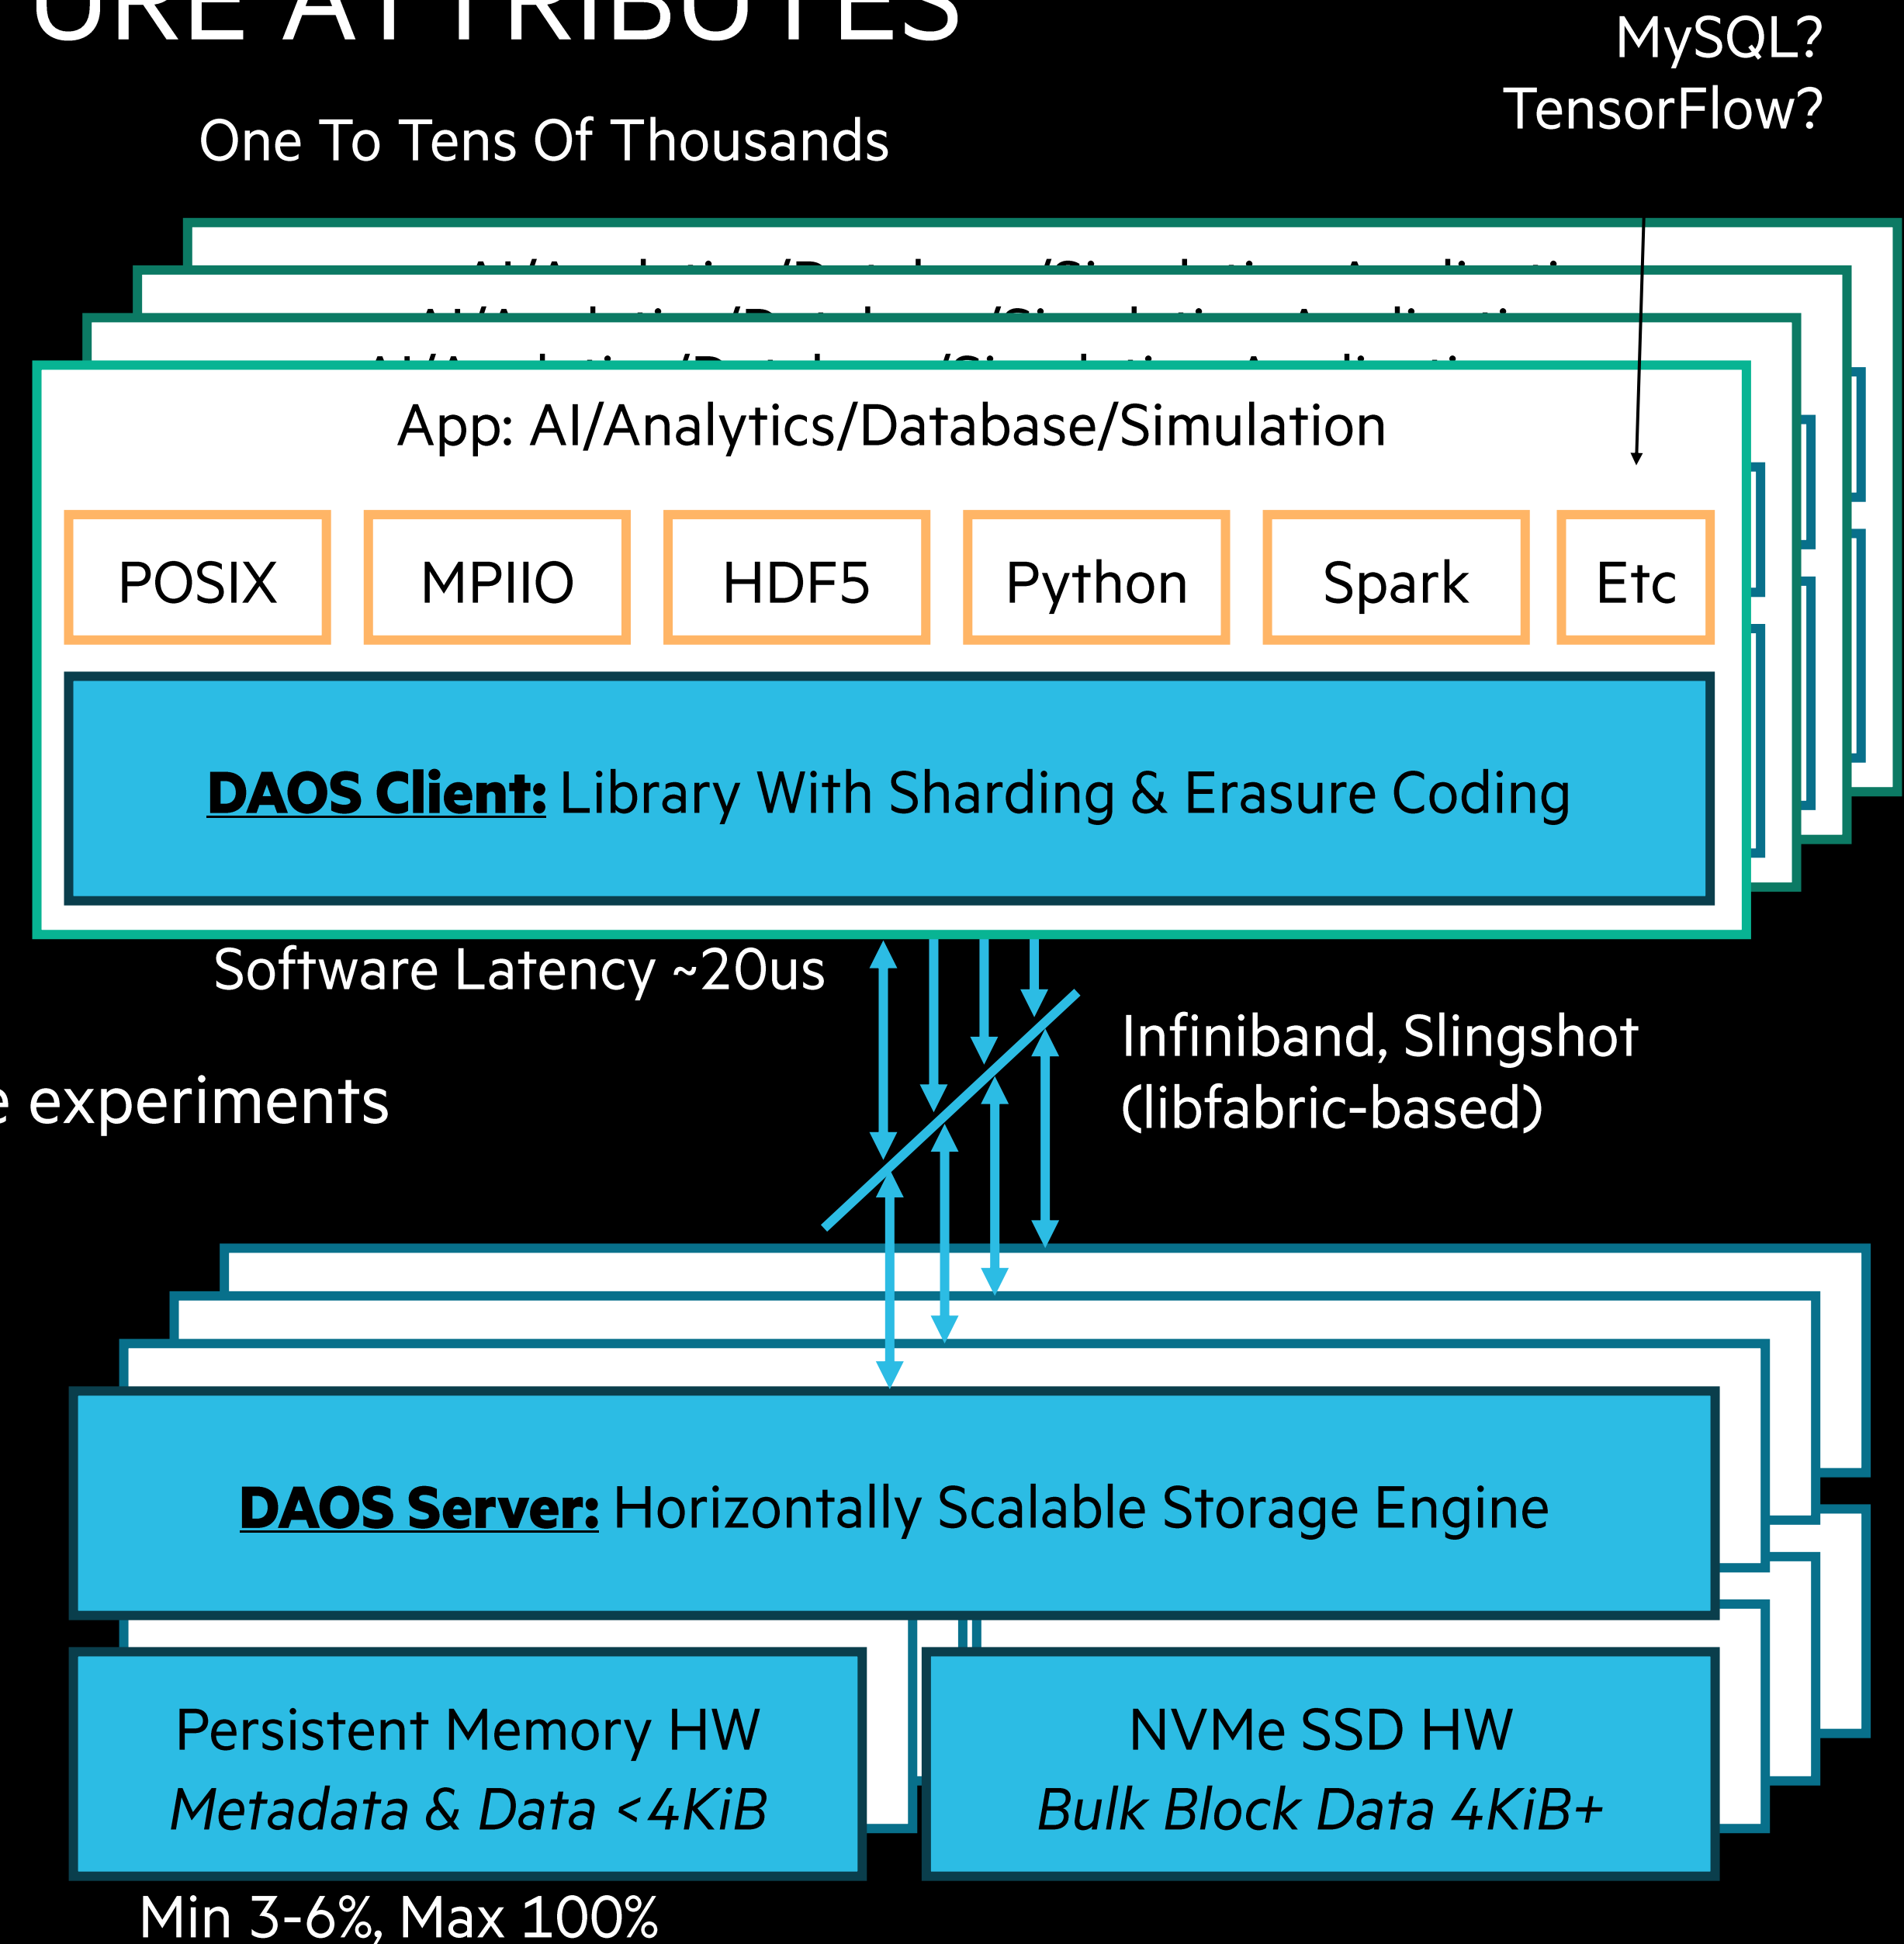 URE ATTRIBUTES
MySQL?
TensorFlow?
One To Tens Of Thousands
App: AI/Analytics/Database/Simulation
POSIX
MPIIO
HDF5
Python
Spark
Etc
DAOS Client: Library With Sharding & Erasure Coding
Software Latency ~20us
Infiniband, Slingshot
(libfabric-based)
e experiments
DAOS Server: Horizontally Scalable Storage Engine
Persistent Memory HW
Metadata & Data <4KiB
NVMe SSD HW
Bulk Block Data 4KiB+
Min 3-6%, Max 100%